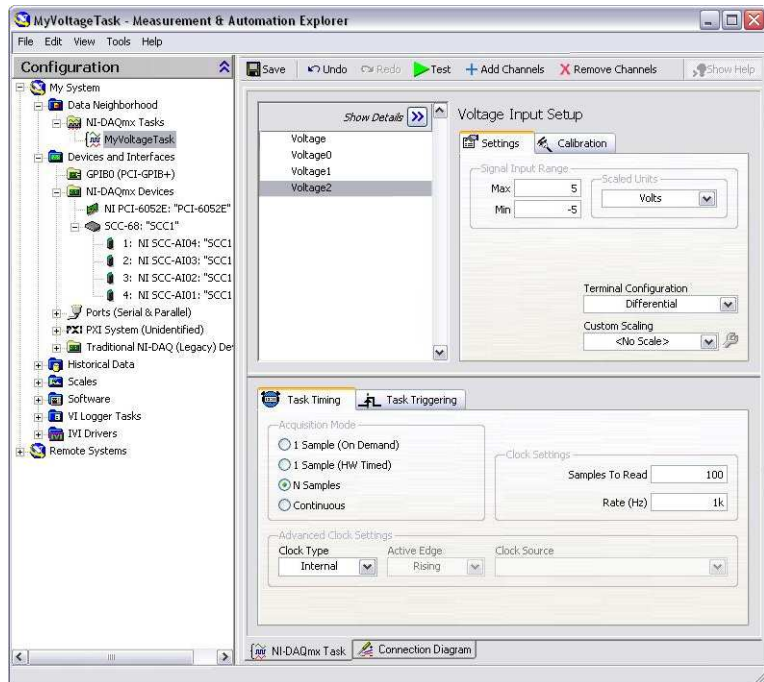 MyVoltageTask - Measurement & Automation Explorer
File Edit View Tools Help
Configuration
Save Undo Redo Test Add Channels Remove Channels Show Help
My System
Data Neighborhood
NI-DAQmx Tasks
MyVoltageTask
Devices and Interfaces
GPIB0 (PCI-GPIB+)
NI-DAQmx Devices
NI PCI-6052E: "PCI-6052E"
SCC-68: "SCC1"
1: NI SCC-AI04: "SCC1
2: NI SCC-AI03: "SCC1
3: NI SCC-AI02: "SCC1
4: NI SCC-AI01: "SCC1
Ports (Serial & Parallel)
PXI PXI System (Unidentified)
Traditional NI-DAQ (Legacy) De
Historical Data
Scales
Software
VI Logger Tasks
IVI Drivers
Remote Systems
Show Details
Voltage
Voltage0
Voltage1
Voltage2
Voltage Input Setup
Settings Calibration
Signal Input Range
Scaled Units
Max 5
Volts
Min -5
Terminal Configuration
Differential
Custom Scaling
<No Scale>
Task Timing Task Triggering
Acquisition Mode
1 Sample (On Demand)
1 Sample (HW Timed)
N Samples
Continuous
Clock Settings
Samples To Read 100
Rate (Hz) 1k
Advanced Clock Settings
Clock Type Active Edge Clock Source
Internal Rising
NI-DAQmx Task Connection Diagram